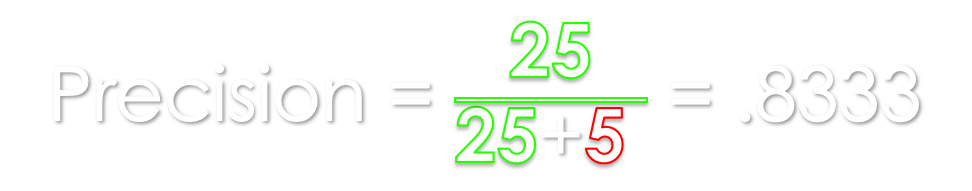 Precision = 25 / 25+5 = .8333